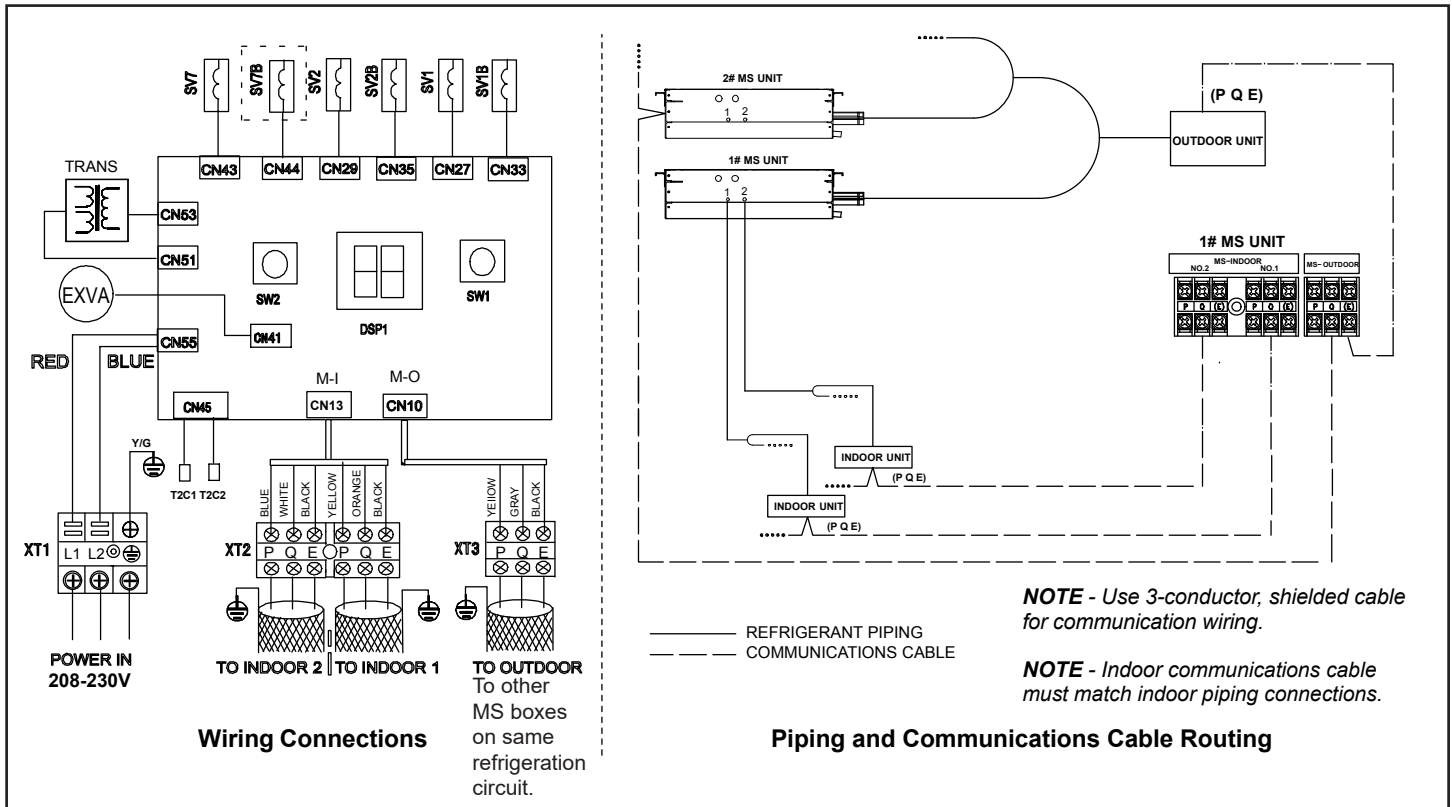 SV7 SV7B SV2 SV2B SV1 SV1B
CN43 CN44 CN29 CN35 CN27 CN33
TRANS
CN53
CN51
EXVA
SW2
DSP1
SW1
CN41
CN55
RED BLUE
M-I M-O
CN45
CN13 CN10
Y/G
T2C1 T2C2
BLUE WHITE BLACK YELLOW ORANGE BLACK
YEIIOW GRAY BLACK
XT1 L1 L2
XT2 P Q E P Q E
XT3 P Q E
POWER IN
208-230V
TO INDOOR 2 TO INDOOR 1
TO OUTDOOR
To other
MS boxes
on same
refrigeration
circuit.
Wiring Connections
2# MS UNIT
1 2
1# MS UNIT
1 2
(P Q E)
OUTDOOR UNIT
1# MS UNIT
MS-INDOOR
NO.2 NO.1
MS- OUTDOOR
P Q (E) P Q (E) P Q (E)
INDOOR UNIT
(P Q E)
INDOOR UNIT
(P Q E)
REFRIGERANT PIPING
COMMUNICATIONS CABLE
NOTE - Use 3-conductor, shielded cable
for communication wiring.
NOTE - Indoor communications cable
must match indoor piping connections.
Piping and Communications Cable Routing